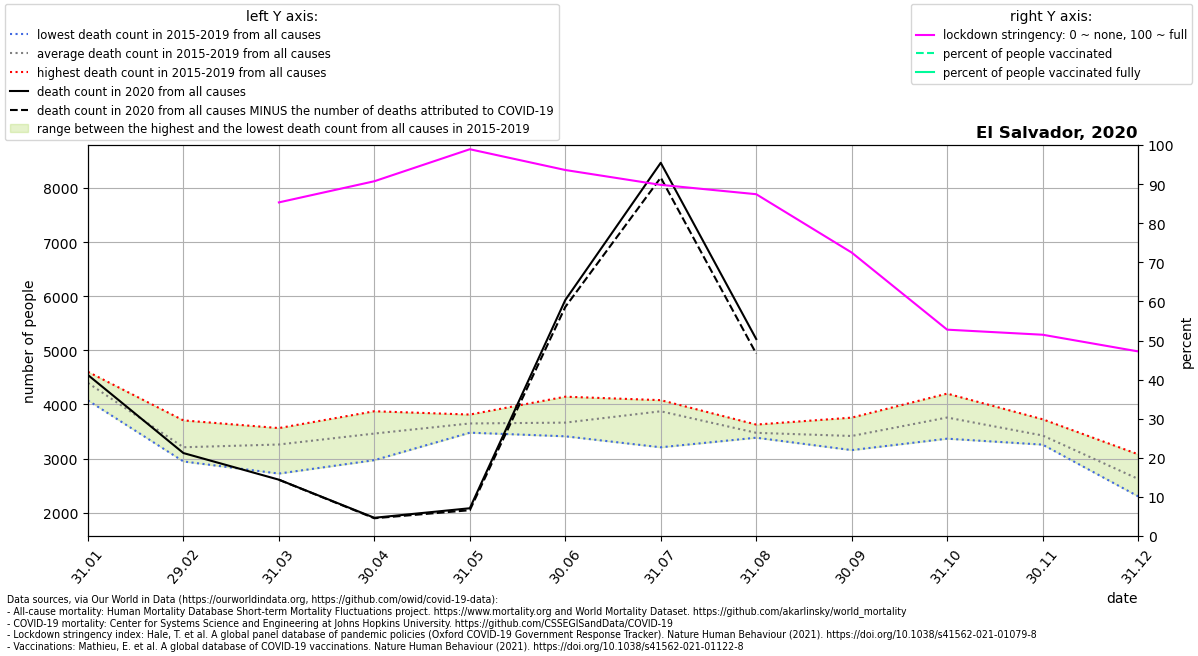 left Y axis:
lowest death count in 2015-2019 from all causes
average death count in 2015-2019 from all causes
highest death count in 2015-2019 from all causes
death count in 2020 from all causes
death count in 2020 from all causes MINUS the number of deaths attributed to COVID-19
range between the highest and the lowest death count from all causes in 2015-2019
right Y axis:
lockdown stringency: 0 ~ none, 100 ~ full
percent of people vaccinated
percent of people vaccinated fully
El Salvador, 2020
number of people
8000
7000
6000
5000
4000
3000
2000
100
90
80
70
60
50
40
30
20
10
0
percent
31.01
29.02
31.03
30.04
31.05
30.06
31.07
31.08
30.09
31.10
30.11
31.12
date
Data sources, via Our World in Data (https://ourworldindata.org, https://github.com/owid/covid-19-data):
- All-cause mortality: Human Mortality Database Short-term Mortality Fluctuations project. https://www.mortality.org and World Mortality Dataset. https://github.com/akarlinsky/world_mortality
- COVID-19 mortality: Center for Systems Science and Engineering at Johns Hopkins University. https://github.com/CSSEGISandData/COVID-19
- Lockdown stringency index: Hale, T. et al. A global panel database of pandemic policies (Oxford COVID-19 Government Response Tracker). Nature Human Behaviour (2021). https://doi.org/10.1038/s41562-021-01079-8
- Vaccinations: Mathieu, E. et al. A global database of COVID-19 vaccinations. Nature Human Behaviour (2021). https://doi.org/10.1038/s41562-021-01122-8